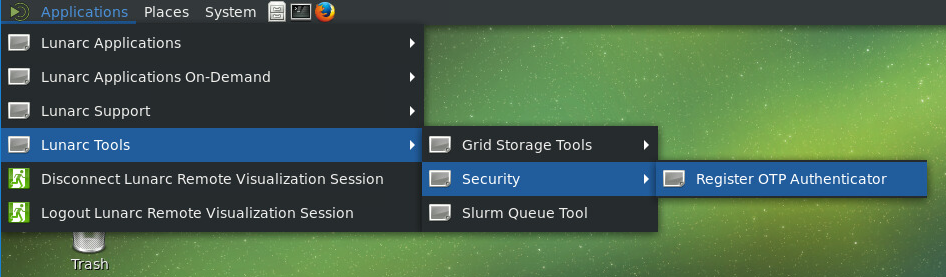 Applications Places System
Lunarc Applications
Lunarc Applications On-Demand
Lunarc Support
Lunarc Tools
Grid Storage Tools
Disconnect Lunarc Remote Visualization Session
Security
Register OTP Authenticator
Logout Lunarc Remote Visualization Session
Slurm Queue Tool
Trash